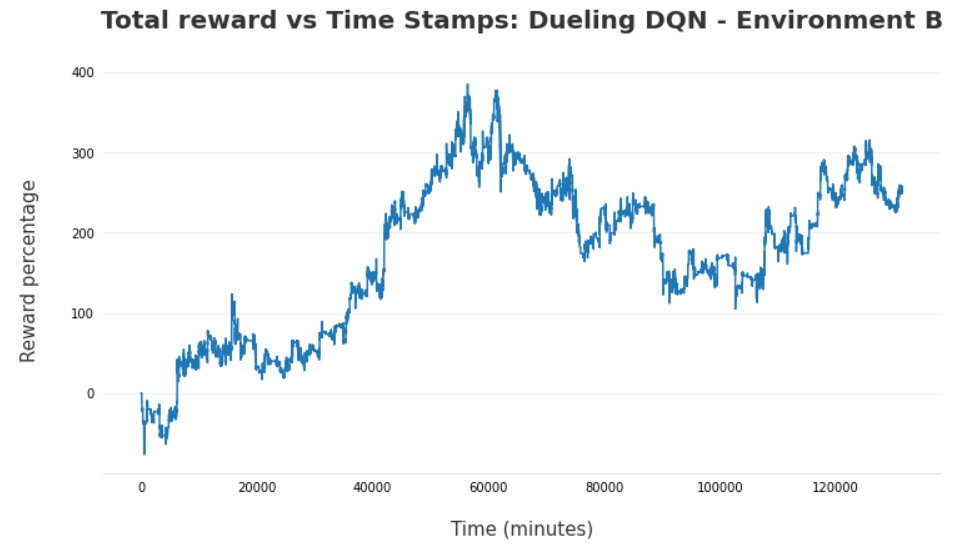 Total reward vs Time Stamps: Dueling DQN - Environment B
400
300
200
100
0
Reward percentage
0 20000 40000 60000 80000 100000 120000
Time (minutes)